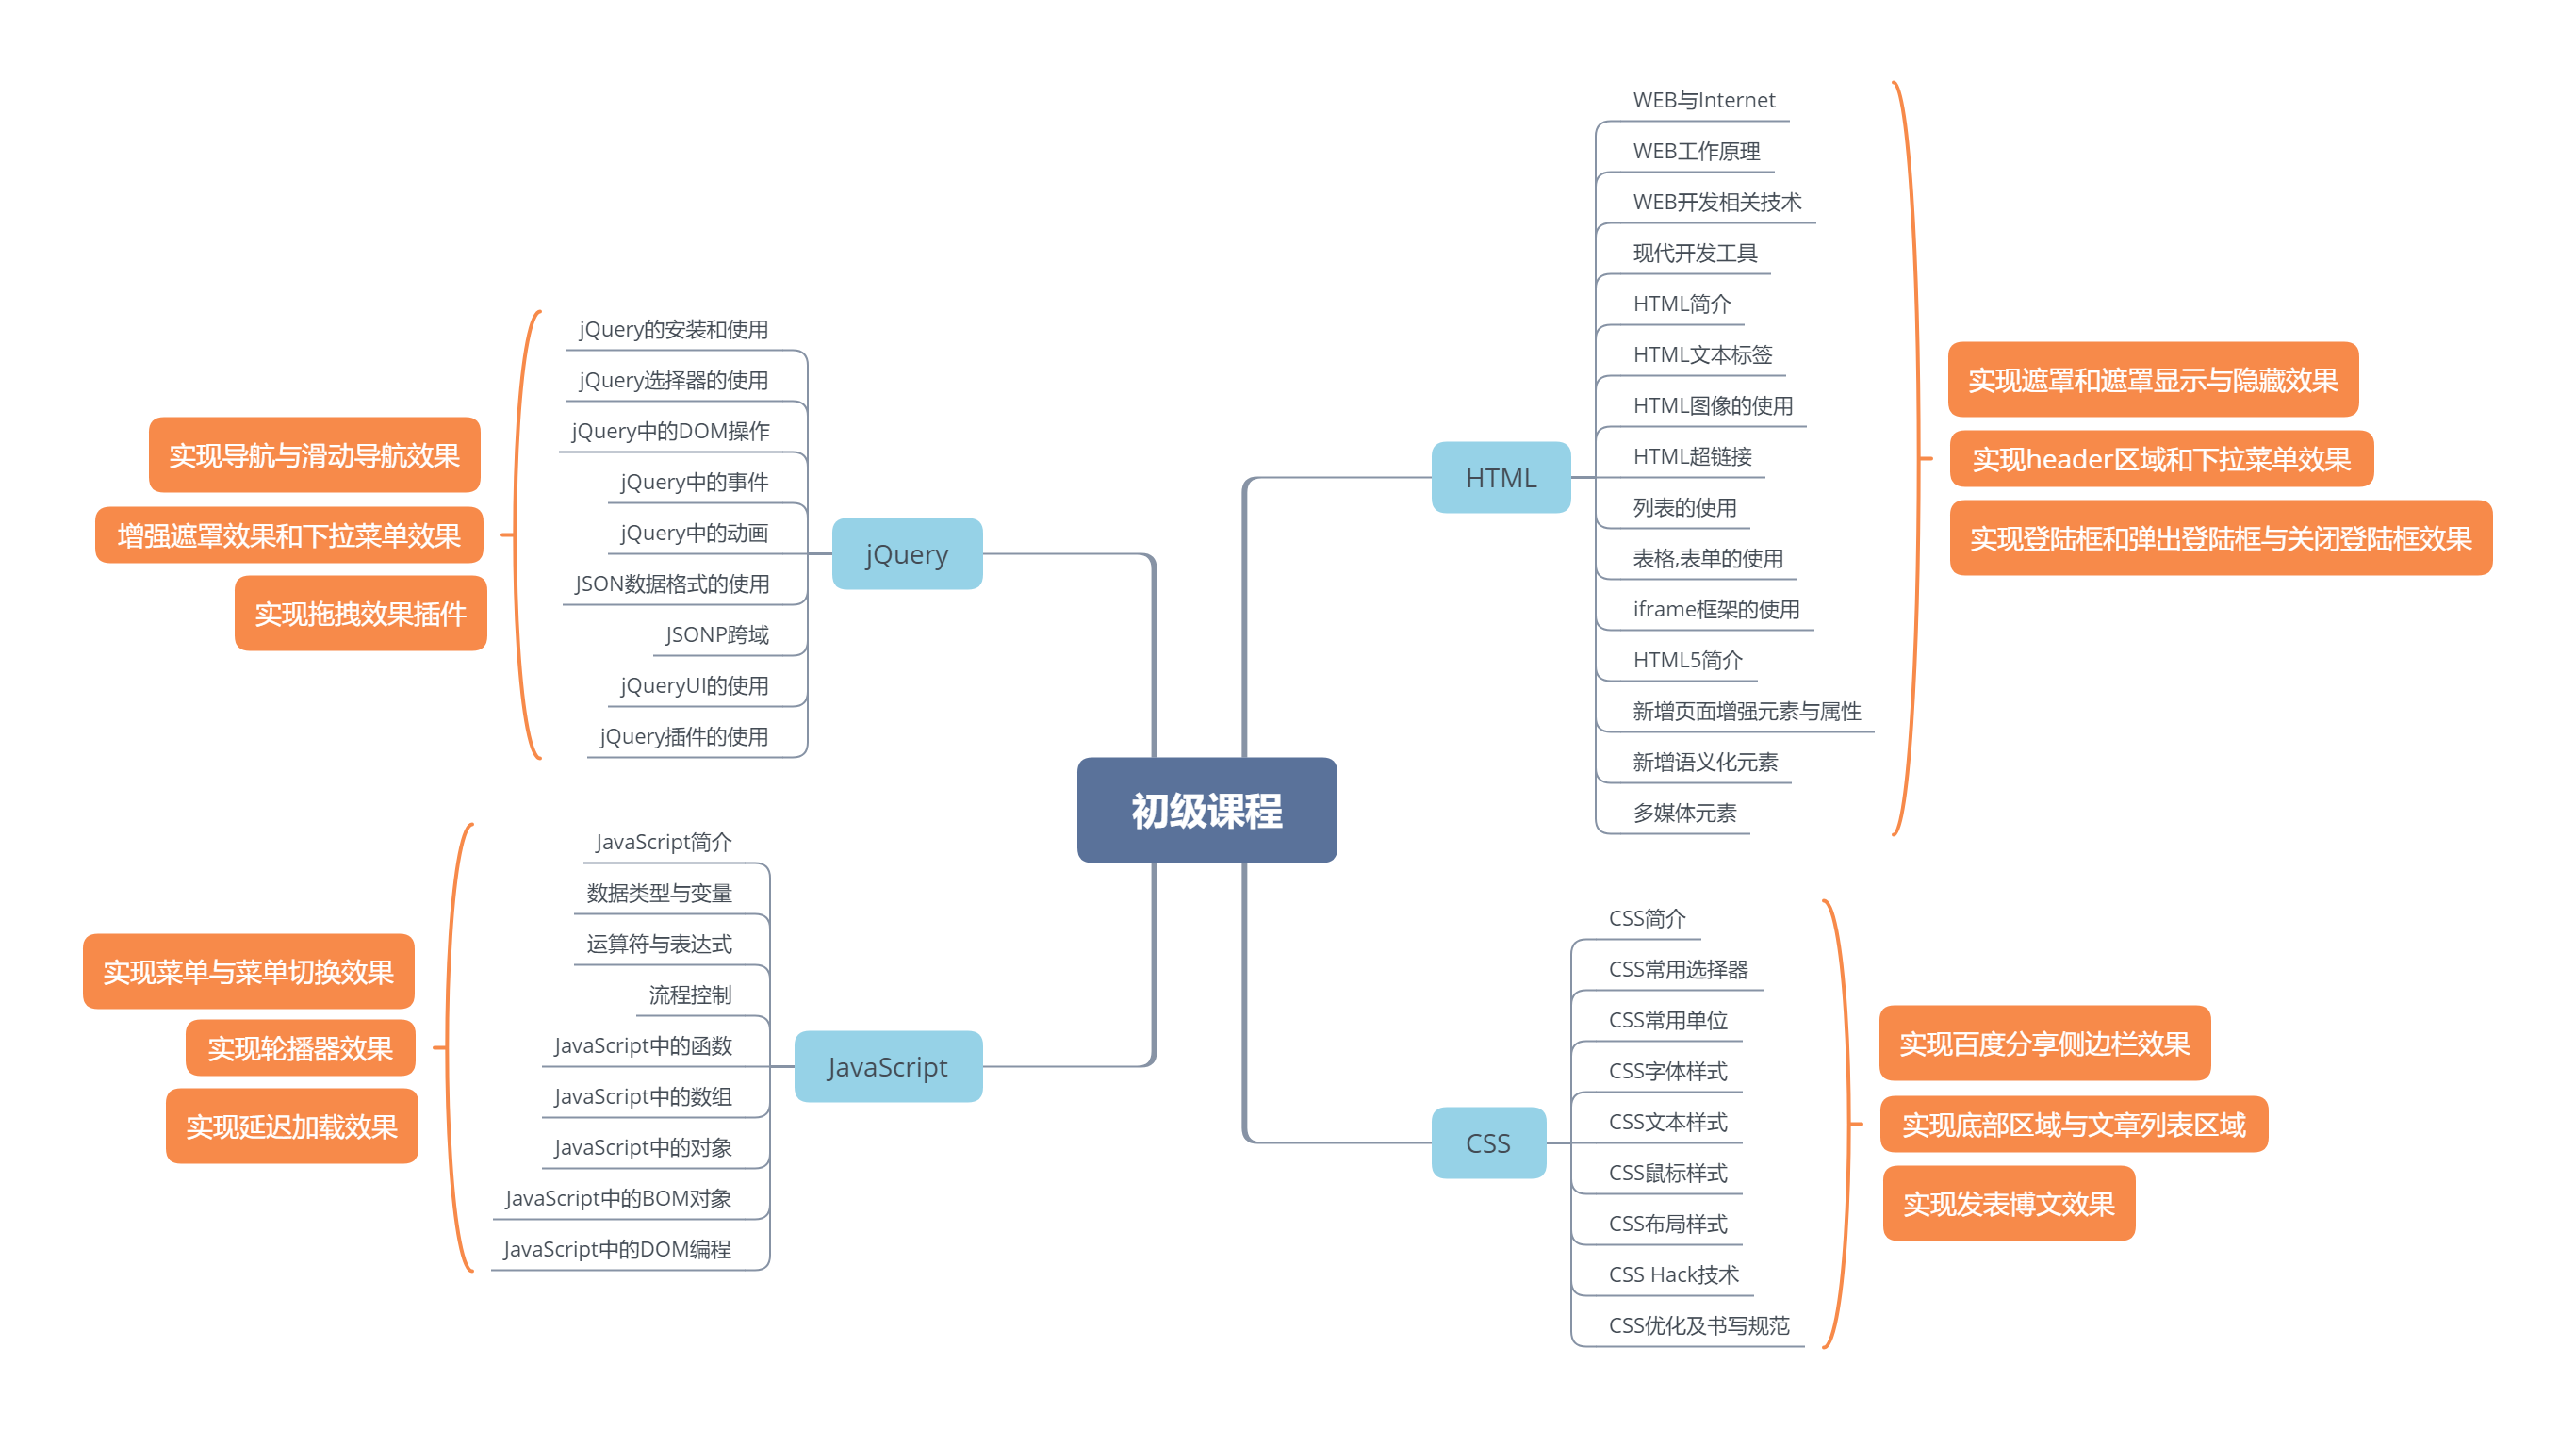 初级课程
HTML
WEB与Internet
WEB工作原理
WEB开发相关技术
现代开发工具
HTML简介
HTML文本标签
HTML图像的使用
HTML超链接
列表的使用
表格,表单的使用
iframe框架的使用
HTML5简介
新增页面增强元素与属性
新增语义化元素
多媒体元素
实现遮罩和遮罩显示与隐藏效果
实现header区域和下拉菜单效果
实现登陆框和弹出登陆框与关闭登陆框效果
CSS
CSS简介
CSS常用选择器
CSS常用单位
CSS字体样式
CSS文本样式
CSS鼠标样式
CSS布局样式
CSS Hack技术
CSS优化及书写规范
实现百度分享侧边栏效果
实现底部区域与文章列表区域
实现发表博文效果
jQuery
jQuery的安装和使用
jQuery选择器的使用
jQuery中的DOM操作
jQuery中的事件
jQuery中的动画
JSON数据格式的使用
JSONP跨域
jQueryUI的使用
jQuery插件的使用
实现导航与滑动导航效果
增强遮罩效果和下拉菜单效果
实现拖拽效果插件
JavaScript
JavaScript简介
数据类型与变量
运算符与表达式
流程控制
JavaScript中的函数
JavaScript中的数组
JavaScript中的对象
JavaScript中的BOM对象
JavaScript中的DOM编程
实现菜单与菜单切换效果
实现轮播器效果
实现延迟加载效果